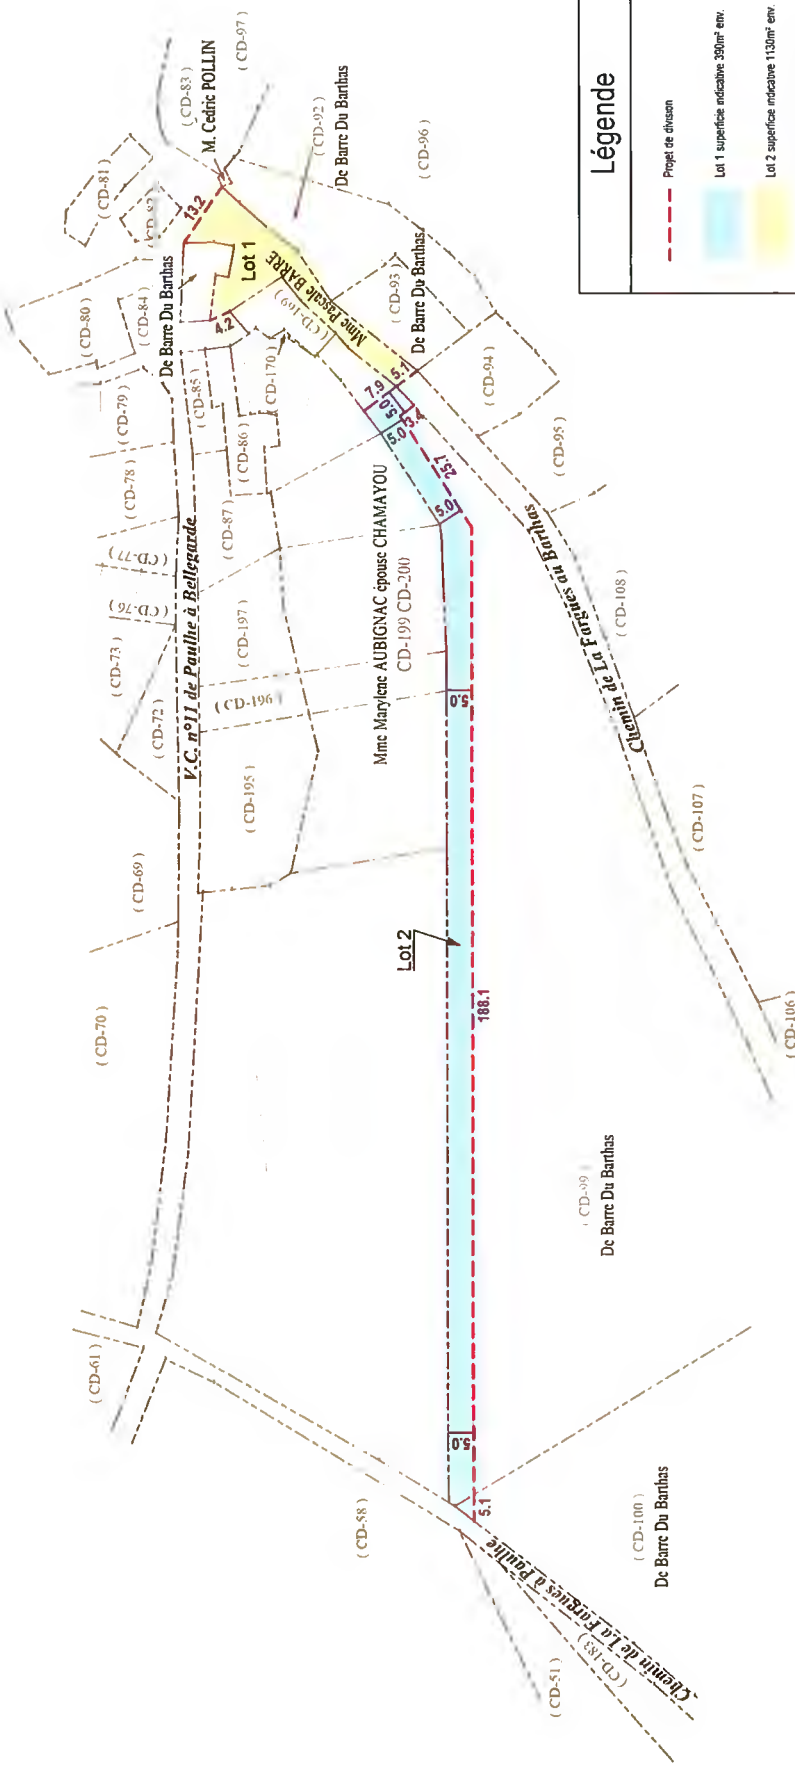 ( CD-97 )
( CD-83 )
M. Cedric POLLIN
( CD-92 )
De Barre Du Barthas
( CD-96 )
( CD-81 )
13.2
Lot 1
4.2
De Barre Du Barthas
( CD-80 )
( CD-84 )
( CD-79 )
( CD-85 )
( CD-170 )
( CD-169 )
Mme Pascale BARRE
( CD-93 )
De Barre Du Barthas
( CD-94 )
( CD-95 )
5.1
7.9
5.0
3.4
5.0
25.7
5.0
( CD-78 )
( CD-86 )
( CD-87 )
( CD-77 )
( CD-76 )
V.C. n°11 de Paulhe à Bellegarde
( CD-73 )
( CD-72 )
( CD-197 )
( CD-196 )
( CD-195 )
Mme Marylene AUBIGNAC épouse CHAMAYOU
CD-199 CD-200
5.0
Chemin de La Fargues au Barthas
( CD-108 )
( CD-107 )
( CD-106 )
( CD-69 )
( CD-70 )
Lot 2
188.1
( CD-99 )
De Barre Du Barthas
( CD-61 )
( CD-58 )
5.0
5.1
( CD-100 )
De Barre Du Barthas
Chemin de La Fargues à Paulhe
( CD-183 )
( CD-51 )
Légende
Projet de division
Lot 1 superficie indicative 390m² env.
Lot 2 superficie indicative 1130m² env.